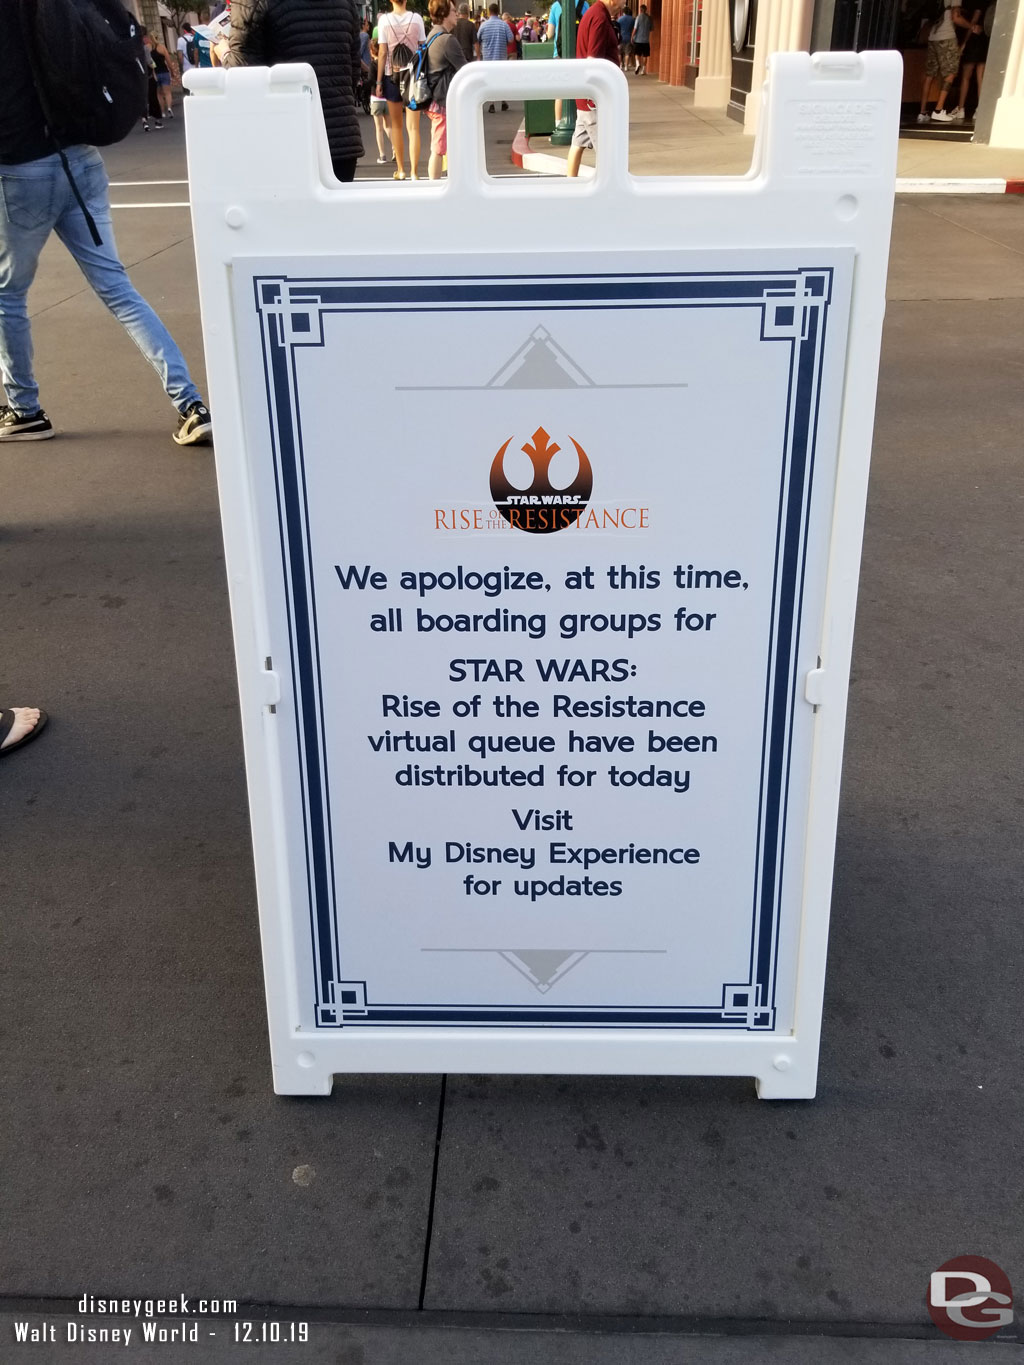 STAR WARS
RISE OF THE RESISTANCE
We apologize, at this time,
all boarding groups for
STAR WARS:
Rise of the Resistance
virtual queue have been
distributed for today
Visit
My Disney Experience
for updates
disneygeek.com
Walt Disney World - 12.10.19
DG